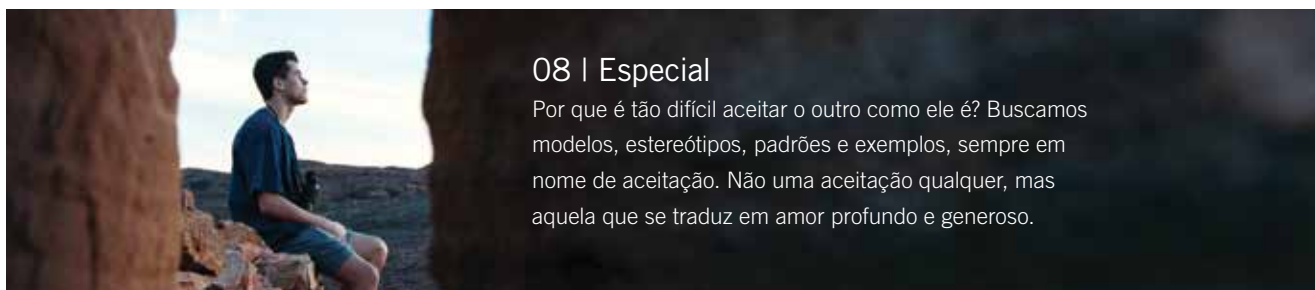 08 | Especial
Por que é tão difícil aceitar o outro como ele é? Buscamos
modelos, estereótipos, padrões e exemplos, sempre em
nome de aceitação. Não uma aceitação qualquer, mas
aquela que se traduz em amor profundo e generoso.